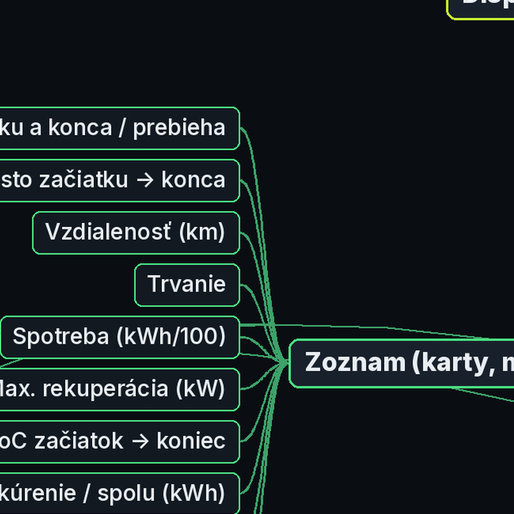 ku a konca / prebieha
sto začiatku → konca
Vzdialenosť (km)
Trvanie
Spotreba (kWh/100)
Zoznam (karty,
Max. rekuperácia (kW)
oC začiatok → koniec
kúrenie / spolu (kWh)